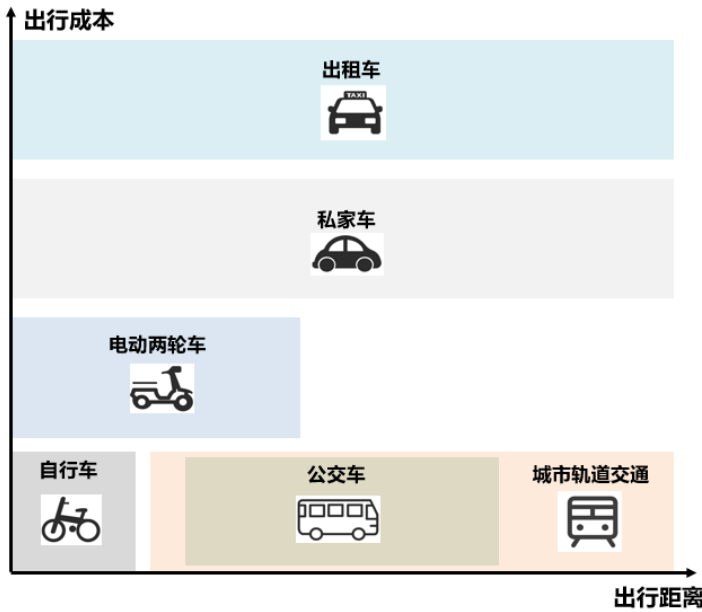 出行成本
出租车
TAXI
私家车
电动两轮车
自行车
公交车
城市轨道交通
出行距离